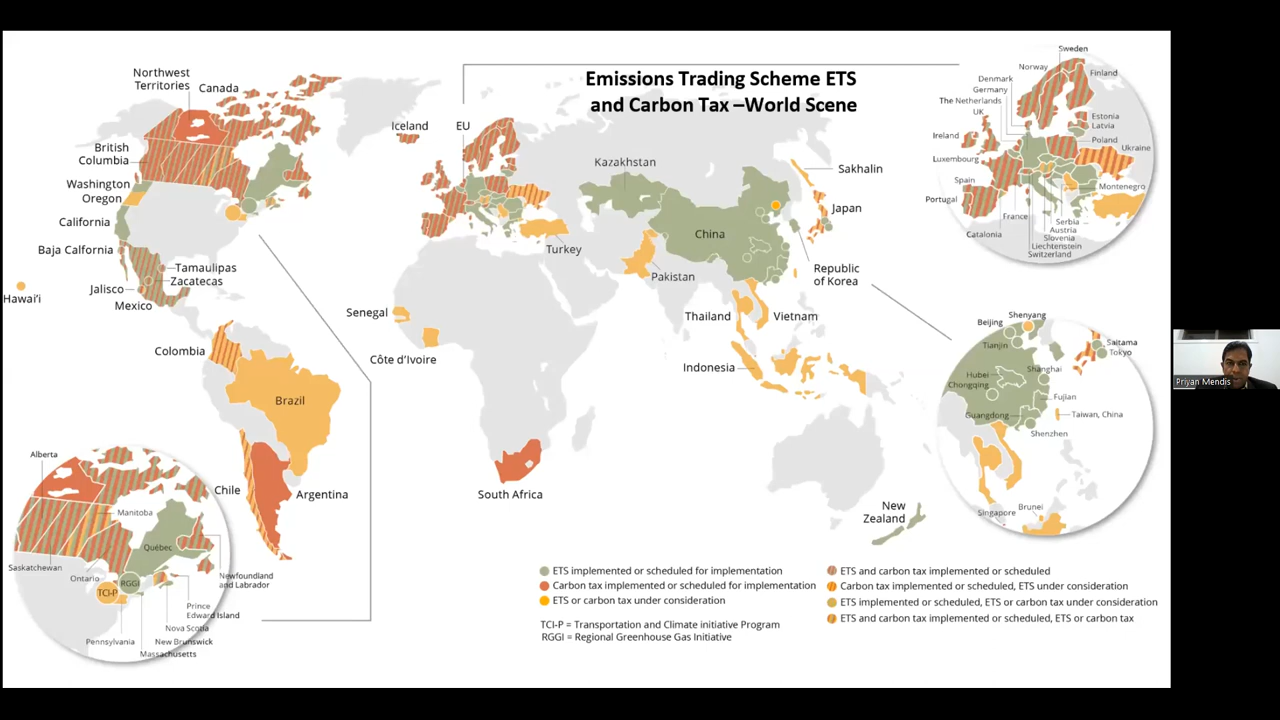 Emissions Trading Scheme ETS
and Carbon Tax –World Scene
Northwest
Territories
Canada
British
Columbia
Washington
Oregon
California
Baja Calfornia
Hawai'i
Tamaulipas
Zacatecas
Jalisco
Mexico
Colombia
Brazil
Chile
Argentina
Iceland
EU
Kazakhstan
Turkey
China
Pakistan
Senegal
Côte d'Ivoire
South Africa
Thailand
Vietnam
Indonesia
Sakhalin
Japan
Republic
of Korea
New
Zealand
Sweden
Norway
Finland
Denmark
Germany
The Netherlands
UK
Ireland
Luxembourg
Spain
Portugal
Catalonia
France
Estonia
Latvia
Poland
Ukraine
Montenegro
Serbia
Austria
Slovenia
Liechtenstein
Switzerland
Shenyang
Beijing
Tianjin
Saitama
Tokyo
Hubei
Chongqing
Shanghai
Fujian
Guangdong
Taiwan, China
Shenzhen
Singapore
Brunei
Alberta
Manitoba
Québec
Saskatchewan
Ontario
TCI-P
RGGI
Newfoundland
and Labrador
Prince
Edward Island
Nova Scotia
New Brunswick
Massachusetts
Pennsylvania
ETS implemented or scheduled for implementation
Carbon tax implemented or scheduled for implementation
ETS or carbon tax under consideration
TCI-P = Transportation and Climate initiative Program
RGGI = Regional Greenhouse Gas Initiative
ETS and carbon tax implemented or scheduled
Carbon tax implemented or scheduled, ETS under consideration
ETS implemented or scheduled, ETS or carbon tax under consideration
ETS and carbon tax implemented or scheduled, ETS or carbon tax
Priyan Mendis